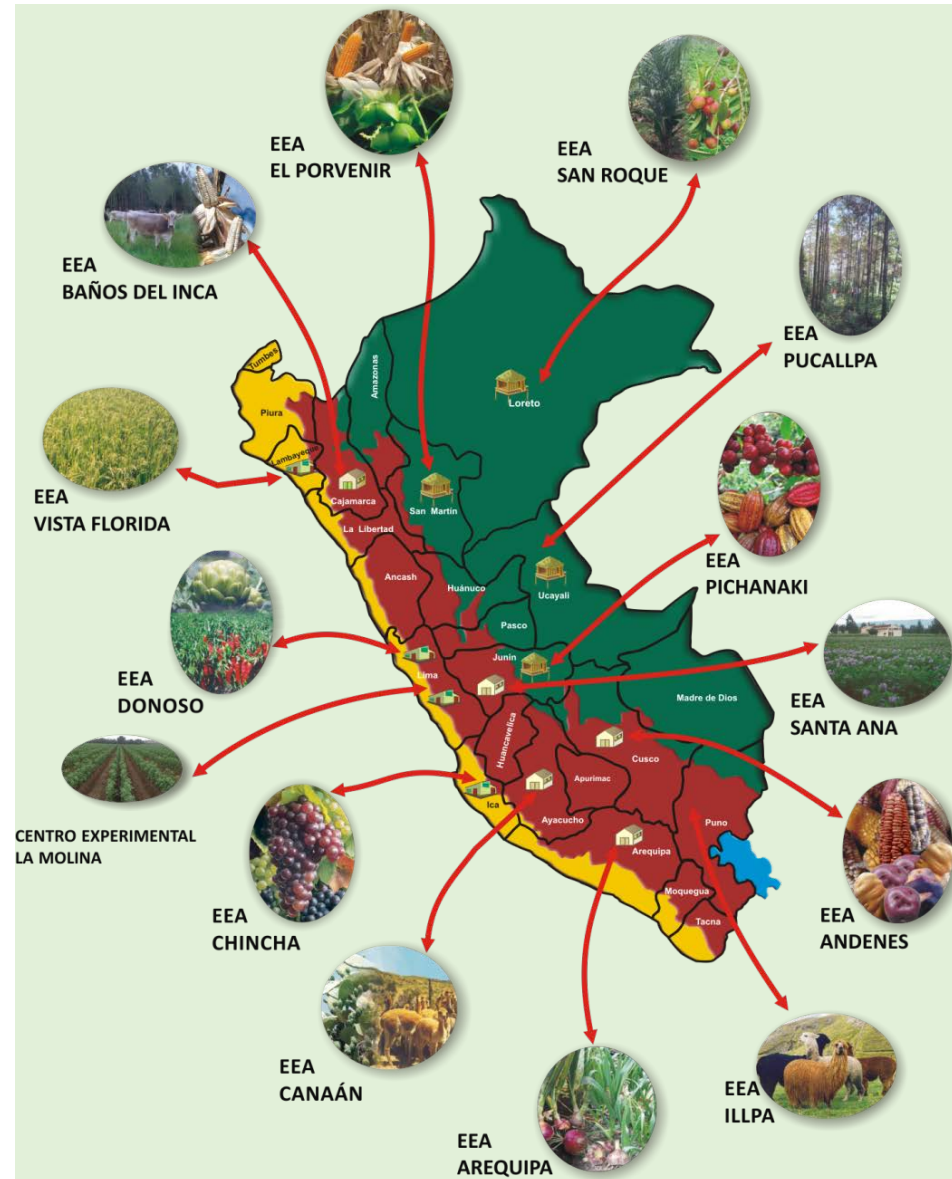 EEA
EL PORVENIR
EEA
SAN ROQUE
EEA
BAÑOS DEL INCA
EEA
PUCALLPA
EEA
VISTA FLORIDA
EEA
PICHANAKI
EEA
DONOSO
EEA
SANTA ANA
CENTRO EXPERIMENTAL
LA MOLINA
EEA
CHINCHA
EEA
ANDENES
EEA
CANAÁN
EEA
ILLPA
EEA
AREQUIPA
Tumbes
Piura
Lambayeque
Amazonas
Loreto
Cajamarca
San Martín
La Libertad
Ancash
Huánuco
Ucayali
Pasco
Junín
Lima
Madre de Dios
Huancavelica
Cusco
Apurimac
Ica
Ayacucho
Puno
Arequipa
Moquegua
Tacna